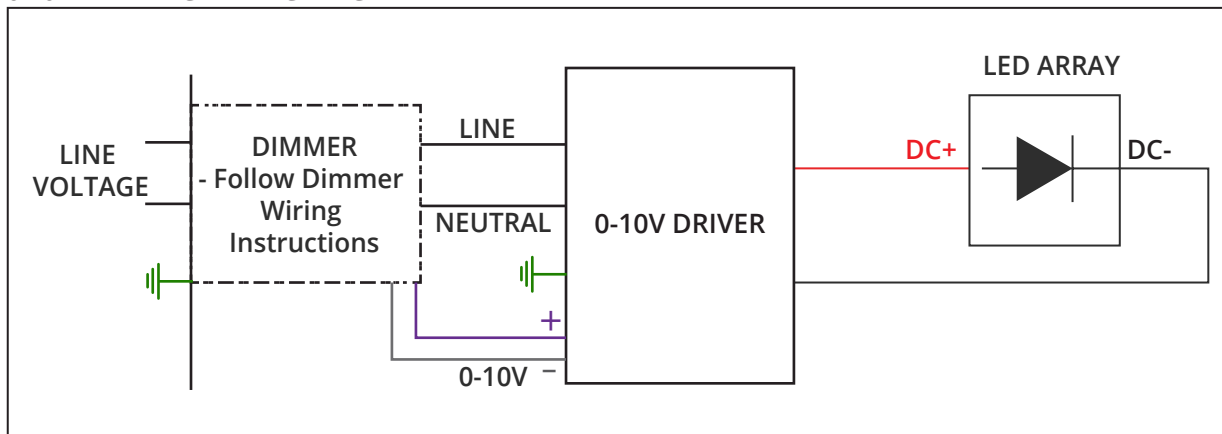 LED ARRAY
LINE
VOLTAGE
DIMMER
- Follow Dimmer
Wiring
Instructions
LINE
NEUTRAL
0-10V DRIVER
DC+
DC-
+
0-10V –